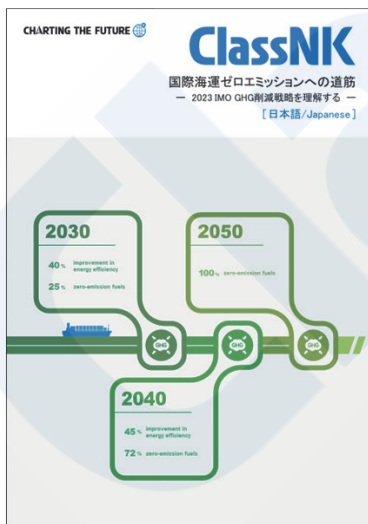 CHARTING THE FUTURE
ClassNK
国際海運ゼロエミッションへの道筋
－ 2023 IMO GHG削減戦略を理解する －
［日本語/Japanese］
2030
40% improvement in
energy efficiency
25% zero-emission fuels
2050
100% zero-emission fuels
GHG
GHG
GHG
2040
45% improvement in
energy efficiency
72% zero-emission fuels